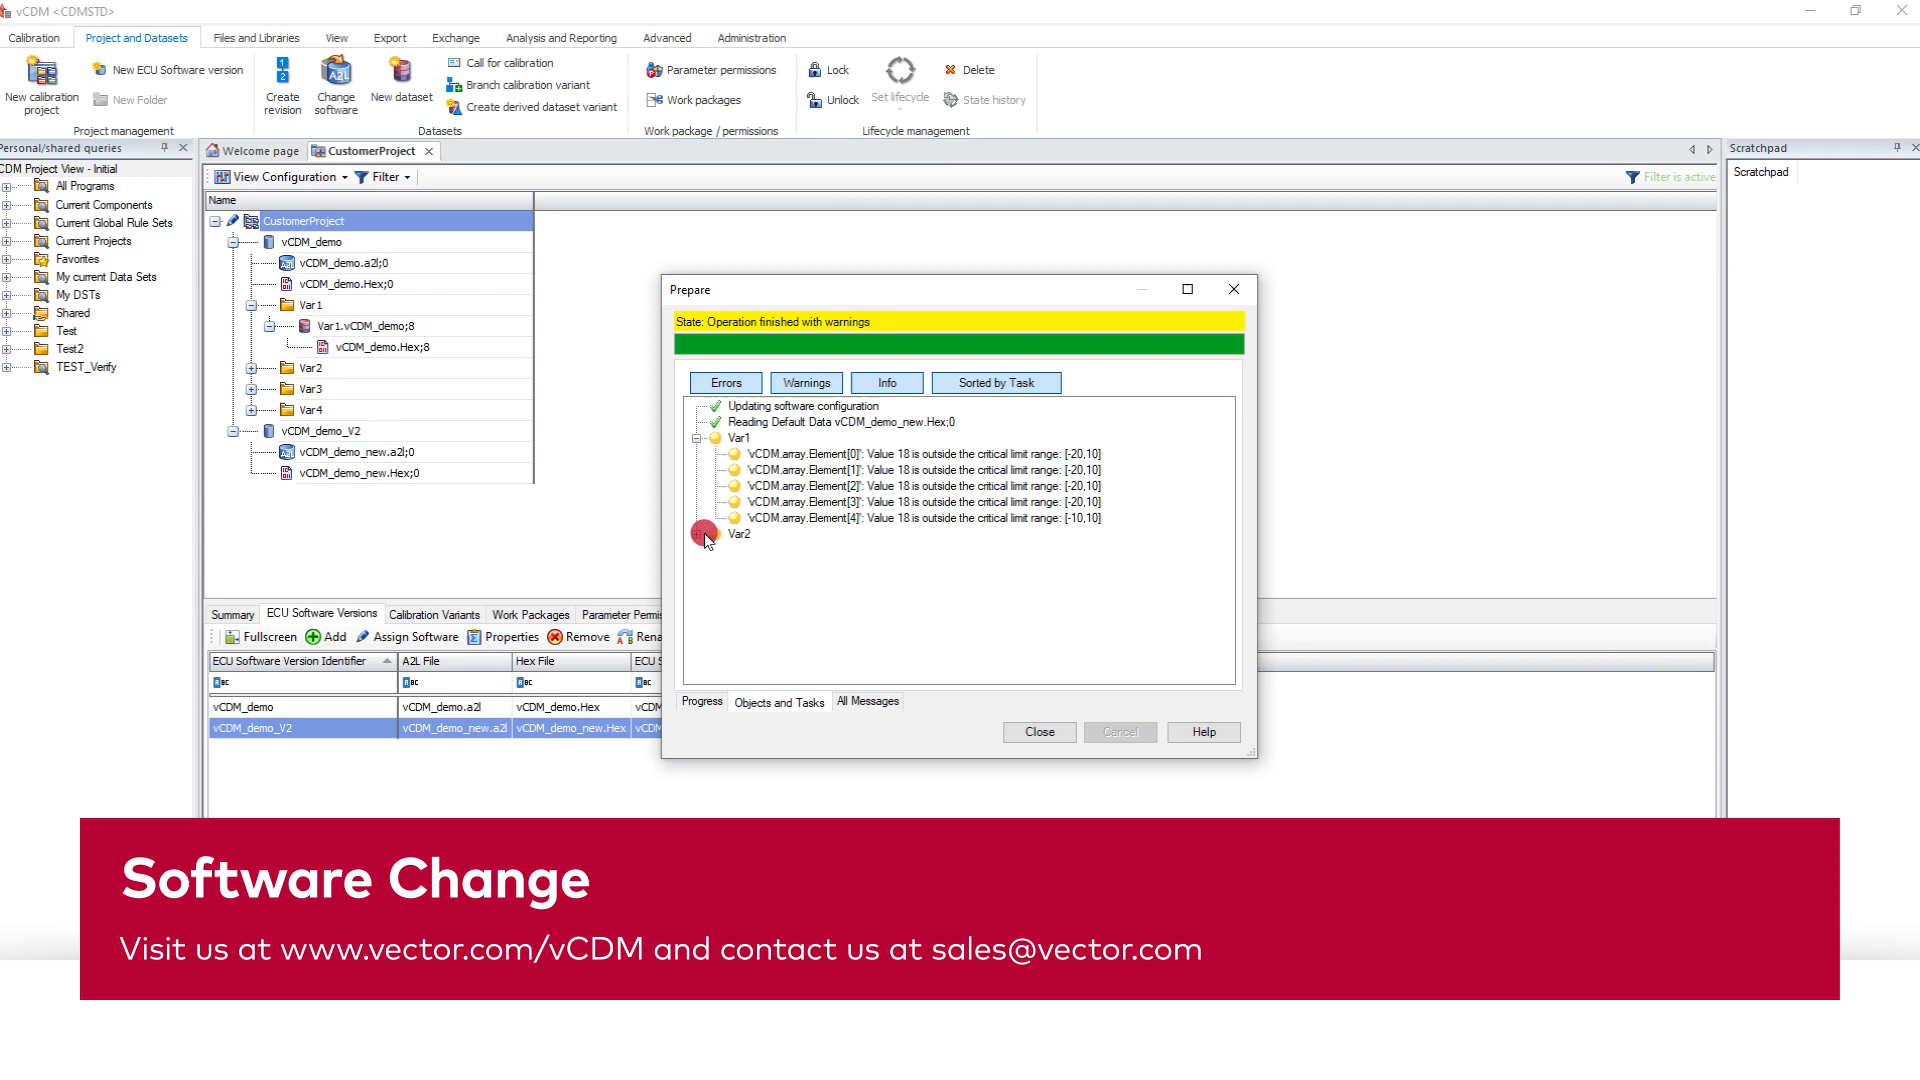 vCDM <CDMSTD>
Calibration Project and Datasets Files and Libraries View Export Exchange Analysis and Reporting Advanced Administration
New calibration project
New ECU Software version
New Folder
Project management
Create revision
Change software
New dataset
Call for calibration
Branch calibration variant
Create derived dataset variant
Datasets
Parameter permissions
Work packages
Work package / permissions
Lock
Unlock
Set lifecycle
Delete
State history
Lifecycle management
Personal/shared queries
CDM Project View - Initial
All Programs
Current Components
Current Global Rule Sets
Current Projects
Favorites
My current Data Sets
My DSTs
Shared
Test
Test2
TEST_Verify
Welcome page CustomerProject
View Configuration Filter
Filter is active
Name
CustomerProject
vCDM_demo
vCDM_demo.a2l;0
vCDM_demo.Hex;0
Var1
Var1.vCDM_demo;8
vCDM_demo.Hex;8
Var2
Var3
Var4
vCDM_demo_V2
vCDM_demo_new.a2l;0
vCDM_demo_new.Hex;0
Scratchpad
Scratchpad
Prepare
State: Operation finished with warnings
Errors Warnings Info Sorted by Task
Updating software configuration
Reading Default Data vCDM_demo_new.Hex;0
Var1
'vCDM.array.Element[0]': Value 18 is outside the critical limit range: [-20,10]
'vCDM.array.Element[1]': Value 18 is outside the critical limit range: [-20,10]
'vCDM.array.Element[2]': Value 18 is outside the critical limit range: [-20,10]
'vCDM.array.Element[3]': Value 18 is outside the critical limit range: [-20,10]
'vCDM.array.Element[4]': Value 18 is outside the critical limit range: [-10,10]
Var2
Progress Objects and Tasks All Messages
Close Cancel Help
Summary ECU Software Versions Calibration Variants Work Packages Parameter Permis
Fullscreen Add Assign Software Properties Remove Rena
ECU Software Version Identifier A2L File Hex File ECU S
vCDM_demo vCDM_demo.a2l vCDM_demo.Hex vCDM
vCDM_demo_V2 vCDM_demo_new.a2l vCDM_demo_new.Hex vCDM
Software Change
Visit us at www.vector.com/vCDM and contact us at sales@vector.com